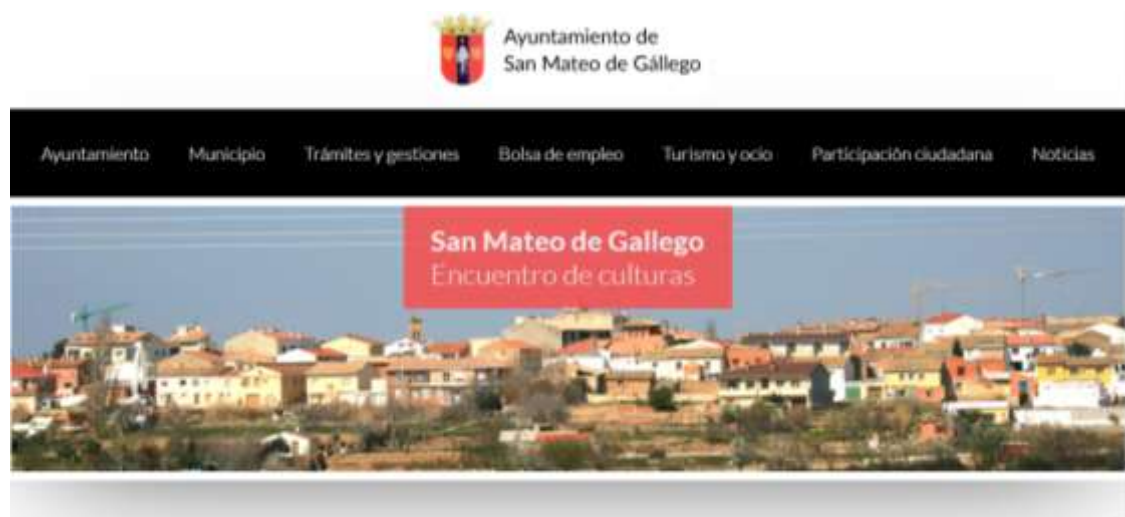 Ayuntamiento de
San Mateo de Gállego
Ayuntamiento Municipio Trámites y gestiones Bolsa de empleo Turismo y ocio Participación ciudadana Noticias
San Mateo de Gallego
Encuentro de culturas